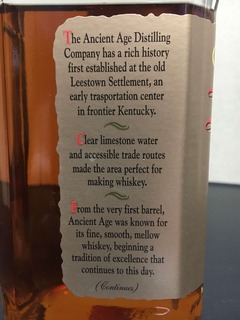 The Ancient Age Distilling
Company has a rich history
first established at the old
Leestown Settlement, an
early trasportation center
in frontier Kentucky.
Clear limestone water
and accessible trade routes
made the area perfect for
making whiskey.
From the very first barrel,
Ancient Age was known for
its fine, smooth, mellow
whiskey, beginning a
tradition of excellence that
continues to this day.
(Continues)